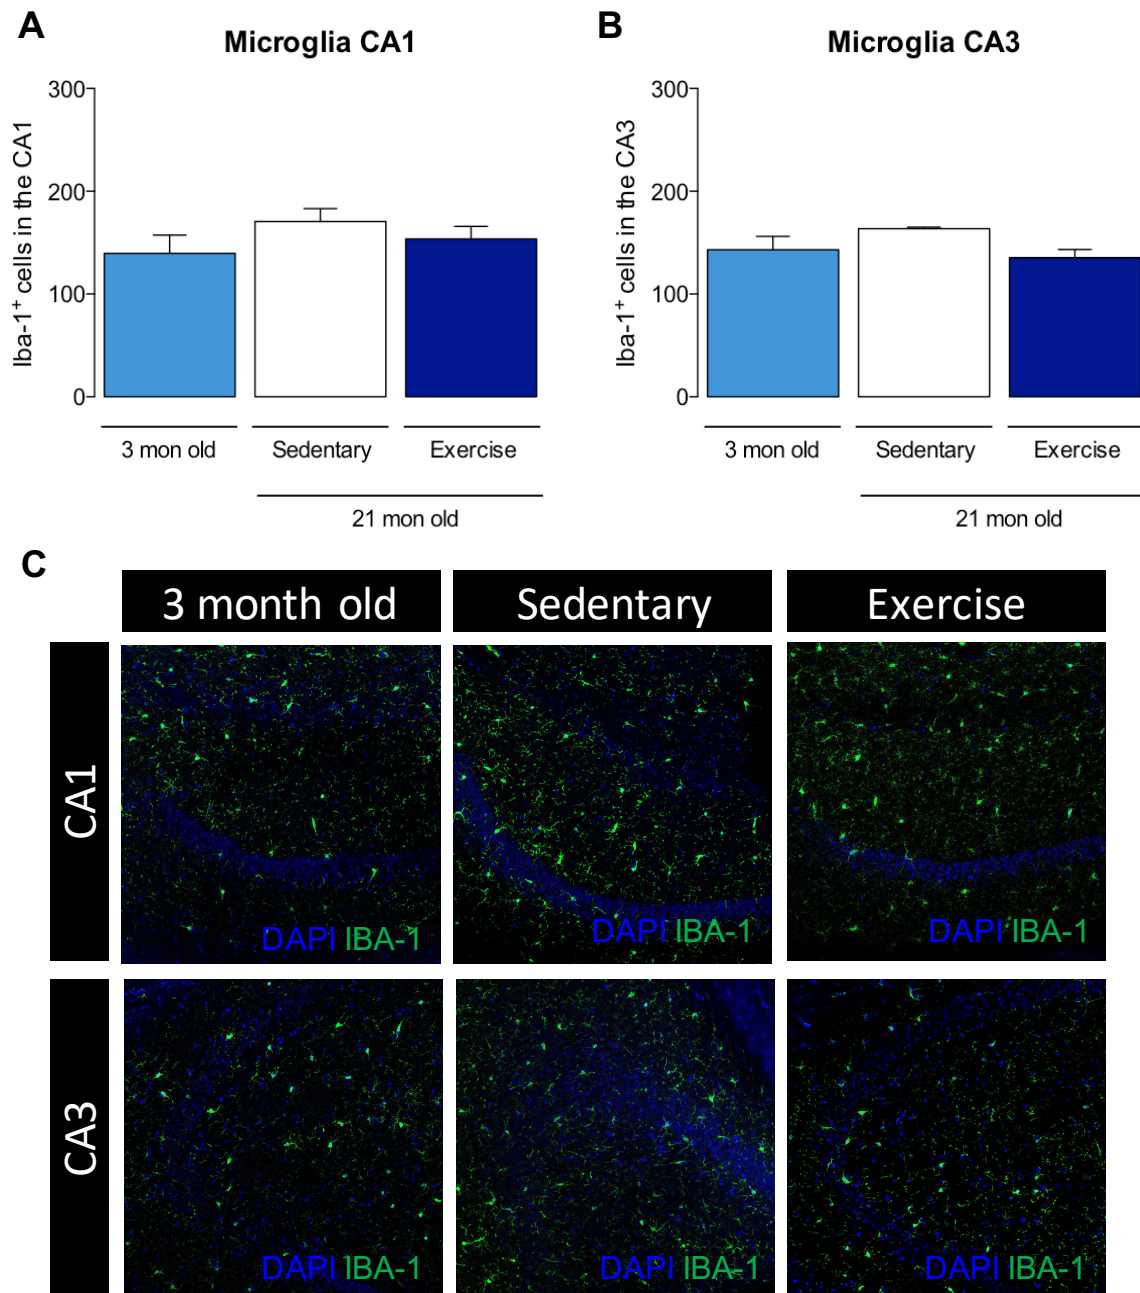 A
Microglia CA1
Iba-1⁺ cells in the CA1
300
200
100
0
3 mon old
Sedentary
Exercise
21 mon old
B
Microglia CA3
Iba-1⁺ cells in the CA3
300
200
100
0
3 mon old
Sedentary
Exercise
21 mon old
C
3 month old
Sedentary
Exercise
CA1
DAPI IBA-1
DAPI IBA-1
DAPI IBA-1
CA3
DAPI IBA-1
DAPI IBA-1
DAPI IBA-1